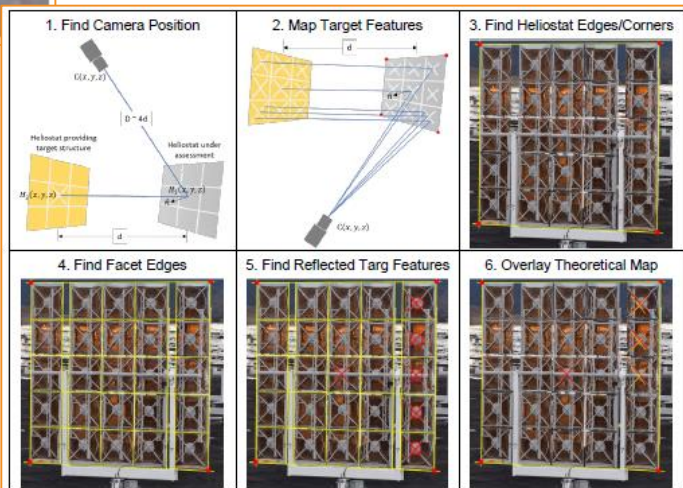 1. Find Camera Position
C(x, y, z)
D ~ 4d
Heliostat providing
target structure
Heliostat under
assessment
H₂(x, y, z)
H₁(x, y, z)
n̂
d
2. Map Target Features
d
n̂
C(x, y, z)
3. Find Heliostat Edges/Corners
4. Find Facet Edges
5. Find Reflected Targ Features
6. Overlay Theoretical Map